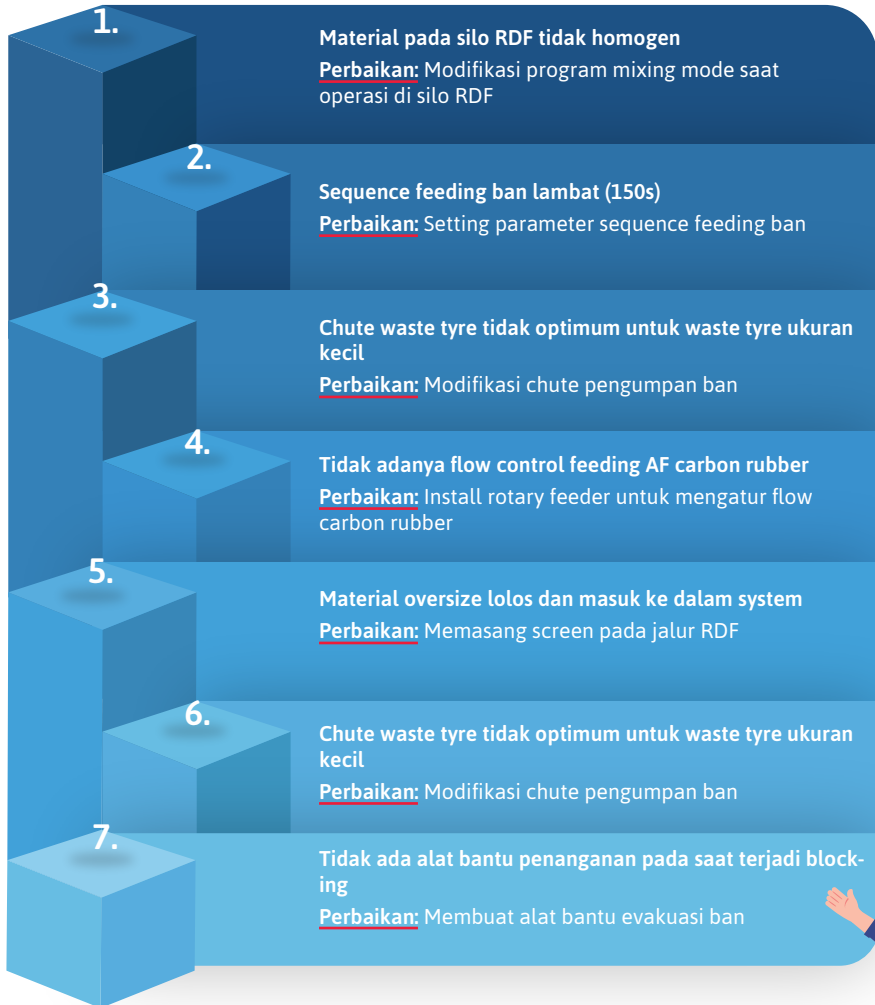 1.
Material pada silo RDF tidak homogen
Perbaikan: Modifikasi program mixing mode saat
operasi di silo RDF
2.
Sequence feeding ban lambat (150s)
Perbaikan: Setting parameter sequence feeding ban
3.
Chute waste tyre tidak optimum untuk waste tyre ukuran
kecil
Perbaikan: Modifikasi chute pengumpan ban
4.
Tidak adanya flow control feeding AF carbon rubber
Perbaikan: Install rotary feeder untuk mengatur flow
carbon rubber
5.
Material oversize lolos dan masuk ke dalam system
Perbaikan: Memasang screen pada jalur RDF
6.
Chute waste tyre tidak optimum untuk waste tyre ukuran
kecil
Perbaikan: Modifikasi chute pengumpan ban
7.
Tidak ada alat bantu penanganan pada saat terjadi block-
ing
Perbaikan: Membuat alat bantu evakuasi ban